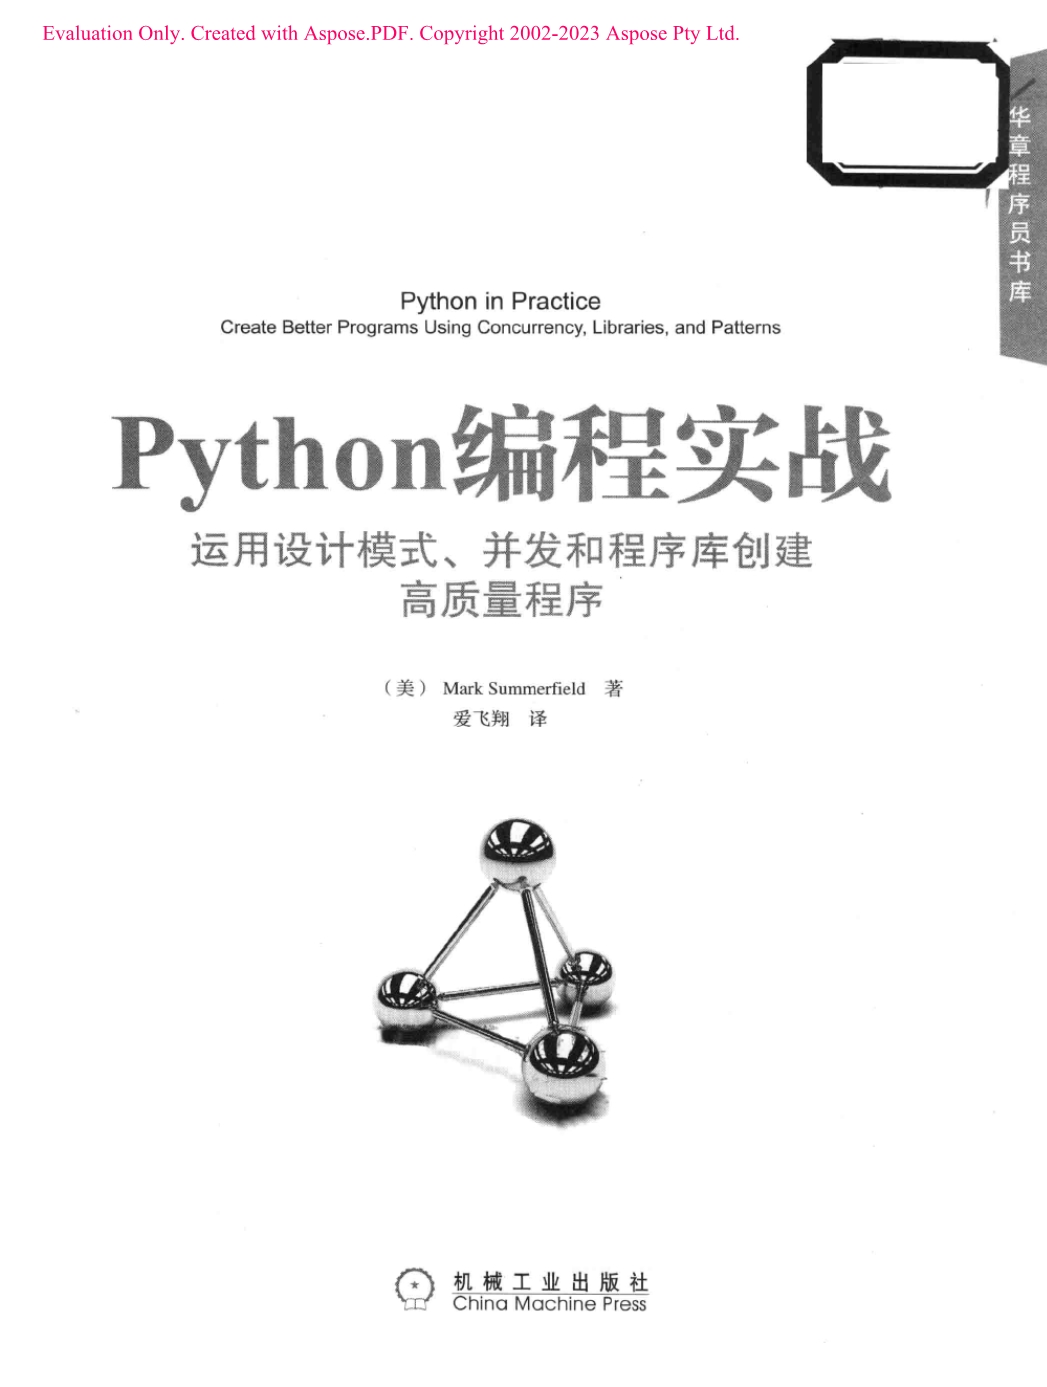 Evaluation Only. Created with Aspose.PDF. Copyright 2002-2023 Aspose Pty Ltd.
华章程序员书库
Python in Practice
Create Better Programs Using Concurrency, Libraries, and Patterns
Python编程实战
运用设计模式、并发和程序库创建
高质量程序
（美） Mark Summerfield 著
爱飞翔 译
机械工业出版社
China Machine Press